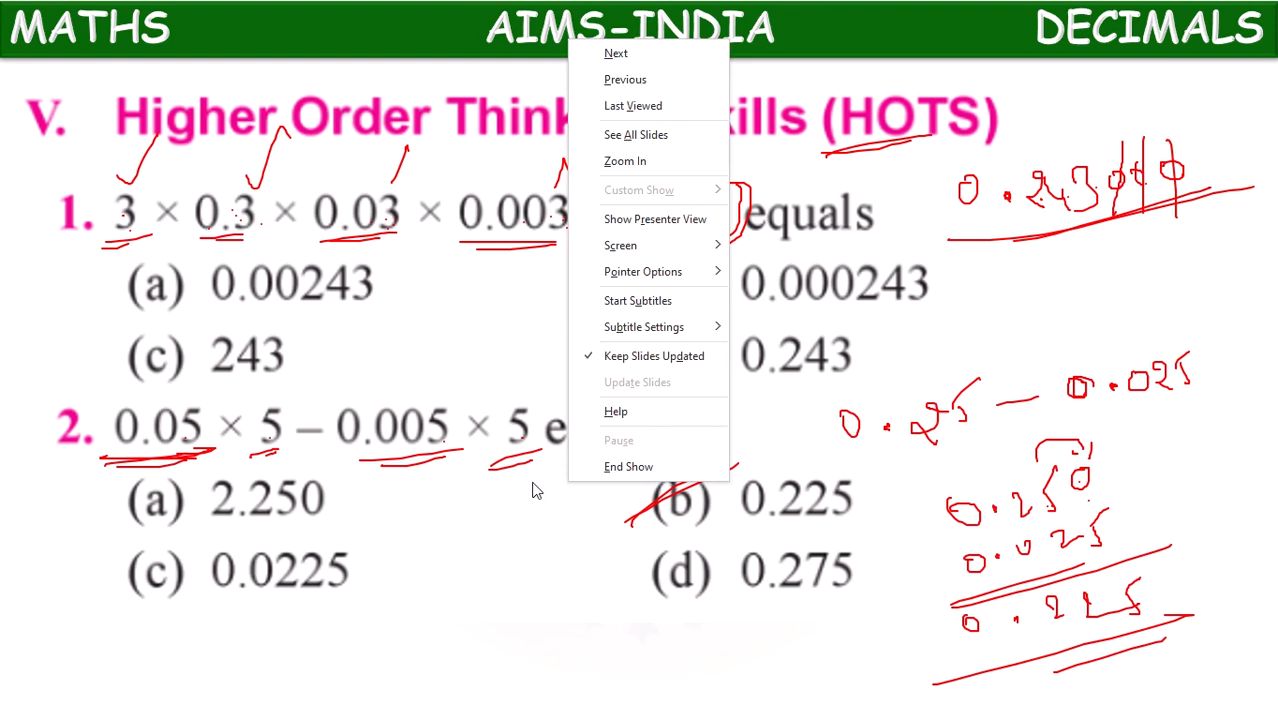 MATHS AIMS-INDIA DECIMALS
V. Higher Order kills (HOTS)
1. 3 × 0.3 × 0.03 × 0.003 equals
(a) 0.00243 0.000243
(c) 243 0.243
2. 0.05 × 5 – 0.005 × 5 e
(a) 2.250 (b) 0.225
(c) 0.0225 (d) 0.275
Next
Previous
Last Viewed
See All Slides
Zoom In
Custom Show
Show Presenter View
Screen
Pointer Options
Start Subtitles
Subtitle Settings
Keep Slides Updated
Update Slides
Help
Pause
End Show
0.25 — 0.025
0.250
0.025
0.225